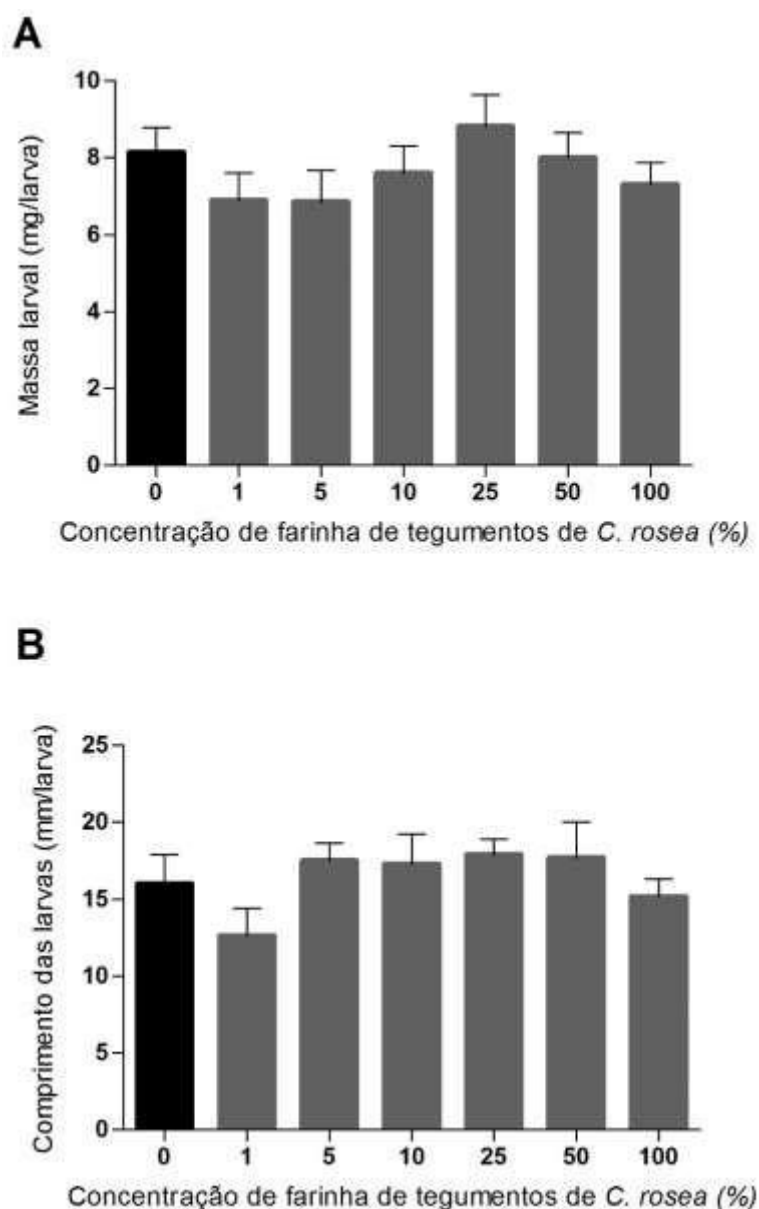 A
Massa larval (mg/larva)
10
8
6
4
2
0
0 1 5 10 25 50 100
Concentração de farinha de tegumentos de C. rosea (%)
B
Comprimento das larvas (mm/larva)
25
20
15
10
5
0
0 1 5 10 25 50 100
Concentração de farinha de tegumentos de C. rosea (%)